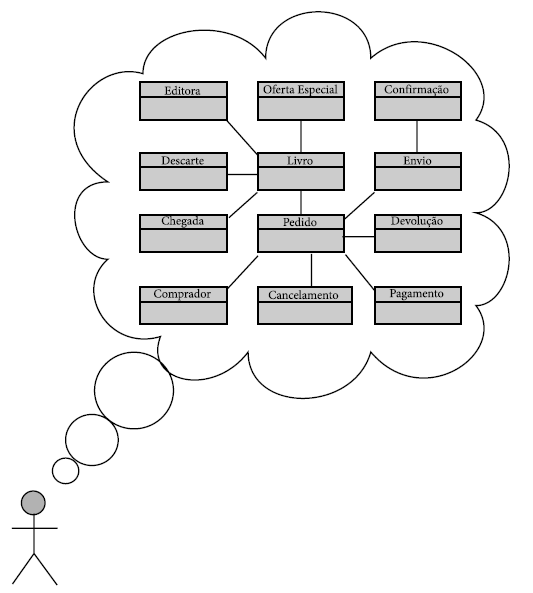 Editora
Oferta Especial
Confirmação
Descarte
Livro
Envio
Chegada
Pedido
Devolução
Comprador
Cancelamento
Pagamento